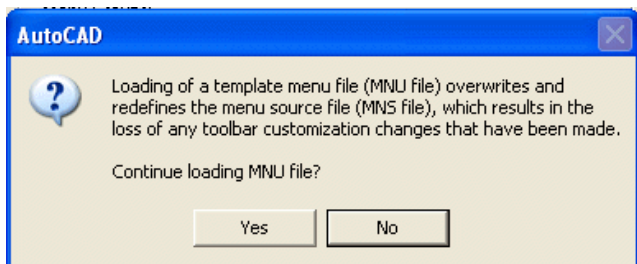 AutoCAD
Loading of a template menu file (MNU file) overwrites and
redefines the menu source file (MNS file), which results in the
loss of any toolbar customization changes that have been made.
Continue loading MNU file?
Yes No